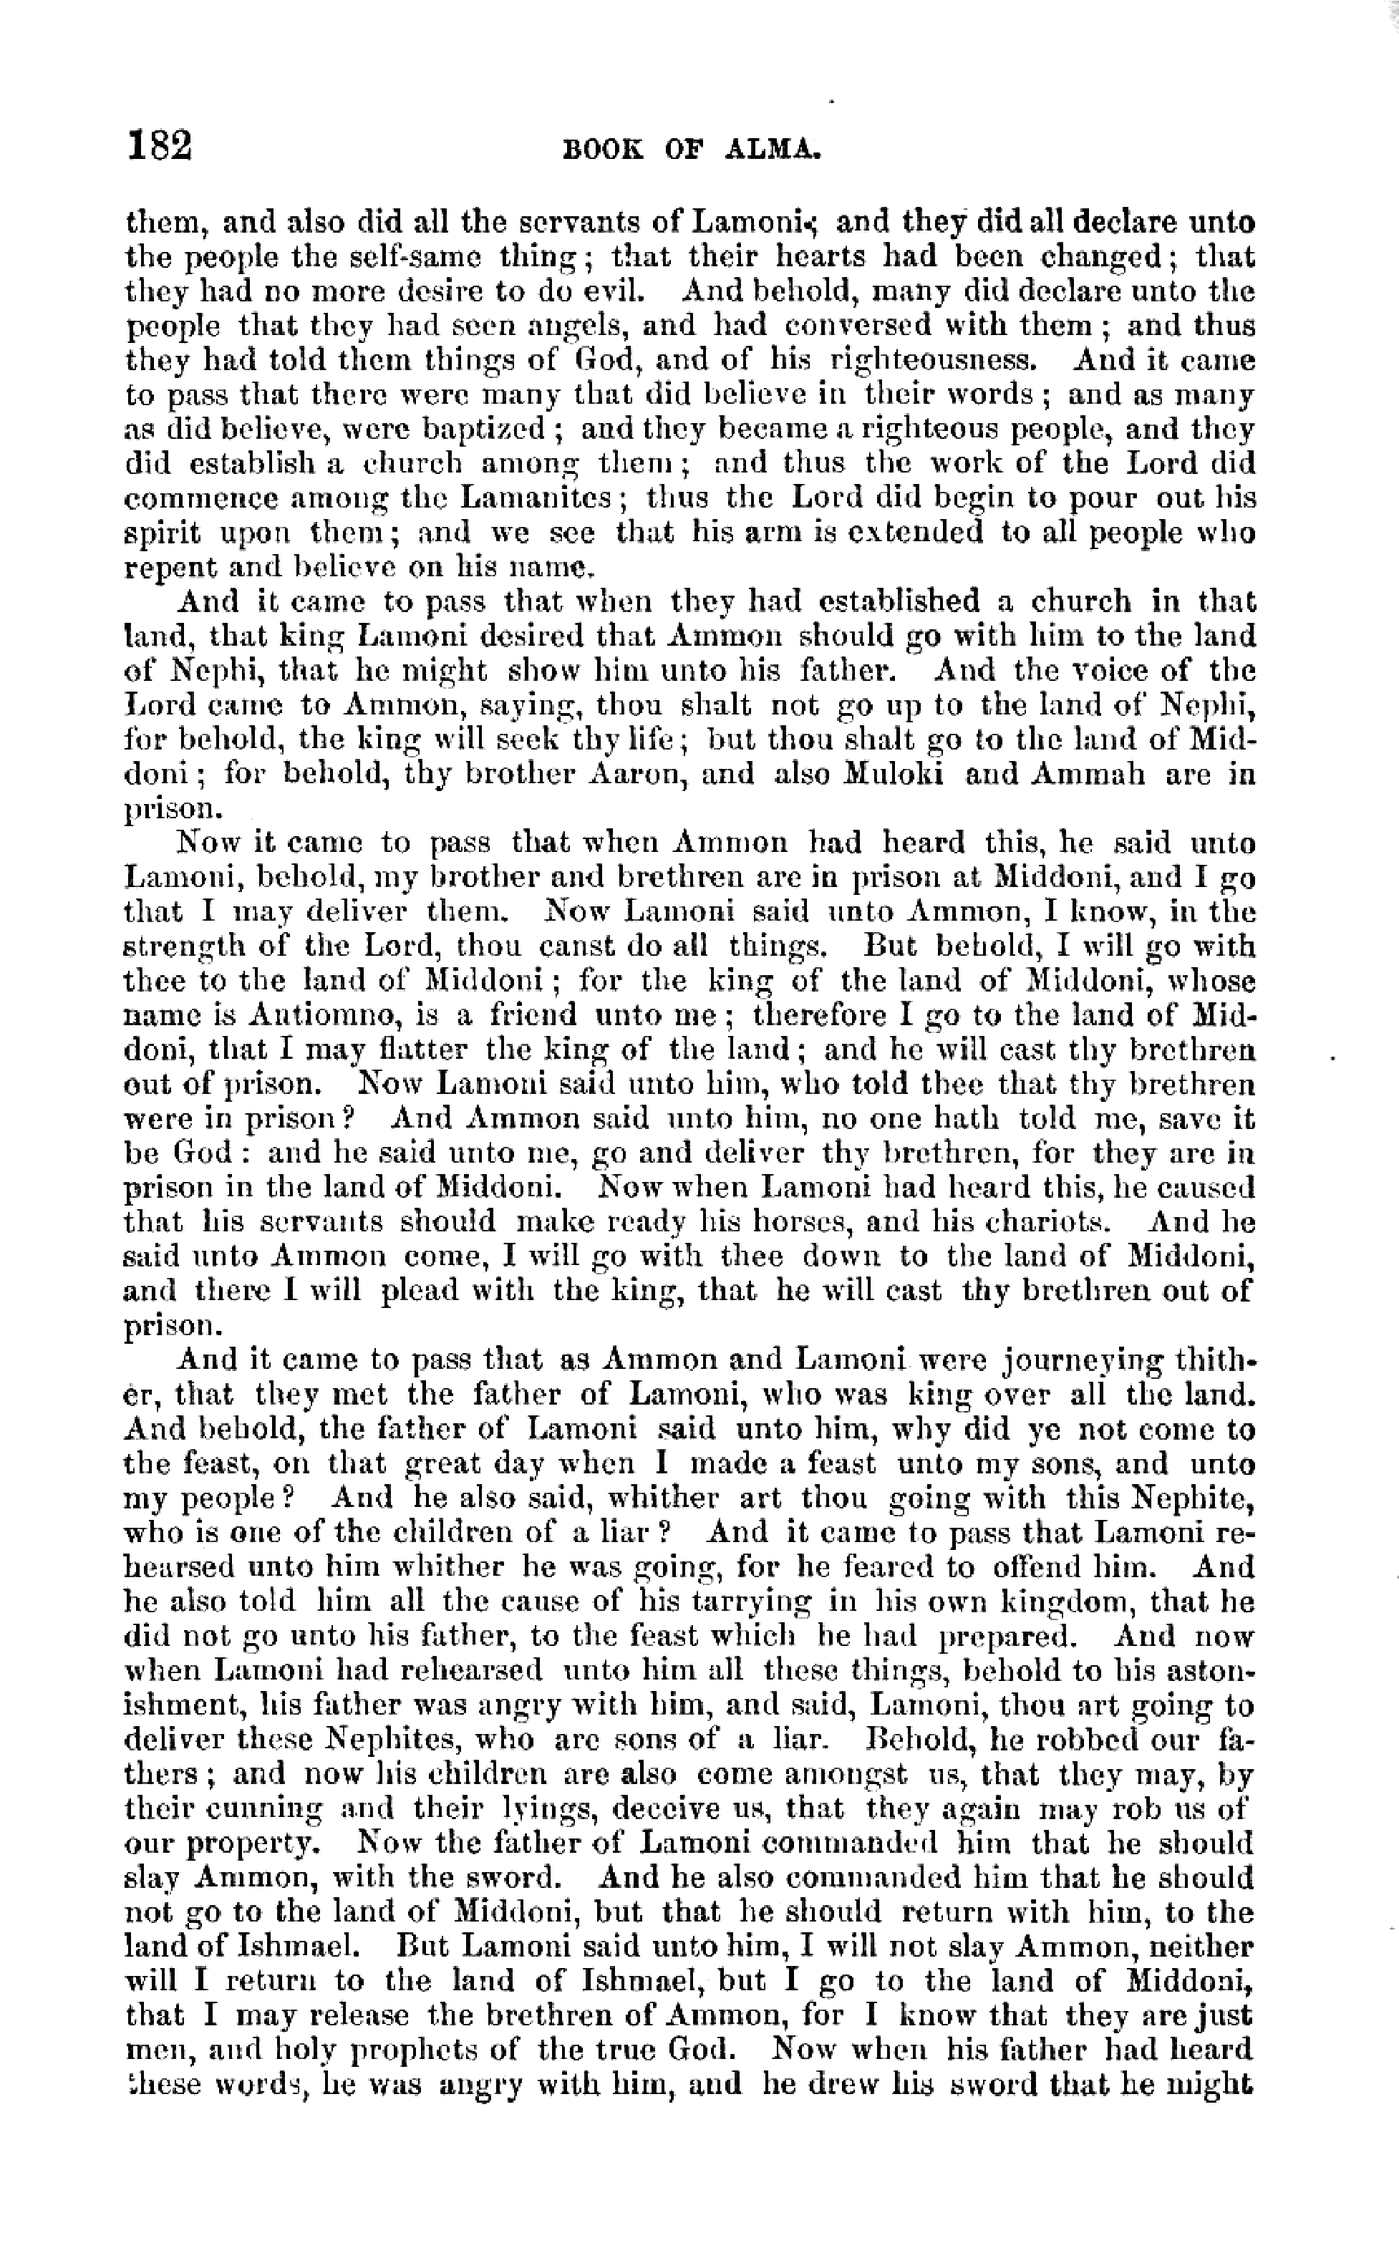 182 BOOK OF ALMA.
them, and also did all the servants of Lamoni; and they did all declare unto
the people the self-same thing; that their hearts had been changed; that
they had no more desire to do evil. And behold, many did declare unto the
people that they had seen angels, and had conversed with them; and thus
they had told them things of God, and of his righteousness. And it came
to pass that there were many that did believe in their words; and as many
as did believe, were baptized; and they became a righteous people, and they
did establish a church among them; and thus the work of the Lord did
commence among the Lamanites; thus the Lord did begin to pour out his
spirit upon them; and we see that his arm is extended to all people who
repent and believe on his name.
And it came to pass that when they had established a church in that
land, that king Lamoni desired that Ammon should go with him to the land
of Nephi, that he might show him unto his father. And the voice of the
Lord came to Ammon, saying, thou shalt not go up to the land of Nephi,
for behold, the king will seek thy life; but thou shalt go to the land of Mid-
doni; for behold, thy brother Aaron, and also Muloki and Ammah are in
prison.
Now it came to pass that when Ammon had heard this, he said unto
Lamoni, behold, my brother and brethren are in prison at Middoni, and I go
that I may deliver them. Now Lamoni said unto Ammon, I know, in the
strength of the Lord, thou canst do all things. But behold, I will go with
thee to the land of Middoni; for the king of the land of Middoni, whose
name is Antiomno, is a friend unto me; therefore I go to the land of Mid-
doni, that I may flatter the king of the land; and he will cast thy brethren
out of prison. Now Lamoni said unto him, who told thee that thy brethren
were in prison? And Ammon said unto him, no one hath told me, save it
be God: and he said unto me, go and deliver thy brethren, for they are in
prison in the land of Middoni. Now when Lamoni had heard this, he caused
that his servants should make ready his horses, and his chariots. And he
said unto Ammon come, I will go with thee down to the land of Middoni,
and there I will plead with the king, that he will cast thy brethren out of
prison.
And it came to pass that as Ammon and Lamoni were journeying thith-
er, that they met the father of Lamoni, who was king over all the land.
And behold, the father of Lamoni said unto him, why did ye not come to
the feast, on that great day when I made a feast unto my sons, and unto
my people? And he also said, whither art thou going with this Nephite,
who is one of the children of a liar? And it came to pass that Lamoni re-
hearsed unto him whither he was going, for he feared to offend him. And
he also told him all the cause of his tarrying in his own kingdom, that he
did not go unto his father, to the feast which he had prepared. And now
when Lamoni had rehearsed unto him all these things, behold to his aston-
ishment, his father was angry with him, and said, Lamoni, thou art going to
deliver these Nephites, who are sons of a liar. Behold, he robbed our fa-
thers; and now his children are also come amongst us, that they may, by
their cunning and their lyings, deceive us, that they again may rob us of
our property. Now the father of Lamoni commanded him that he should
slay Ammon, with the sword. And he also commanded him that he should
not go to the land of Middoni, but that he should return with him, to the
land of Ishmael. But Lamoni said unto him, I will not slay Ammon, neither
will I return to the land of Ishmael, but I go to the land of Middoni,
that I may release the brethren of Ammon, for I know that they are just
men, and holy prophets of the true God. Now when his father had heard
these words, he was angry with him, and he drew his sword that he might